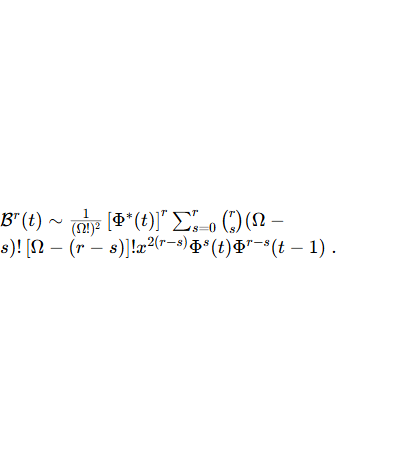 $\mathcal{B}^r(t) \sim \frac{1}{(\Omega!)^2} \left[\Phi^*(t)\right]^r \sum_{s=0}^{r} \binom{r}{s} (\Omega -$
$s)! \left[\Omega - (r - s)\right]! x^{2(r-s)} \Phi^s(t) \Phi^{r-s}(t-1) \ .$